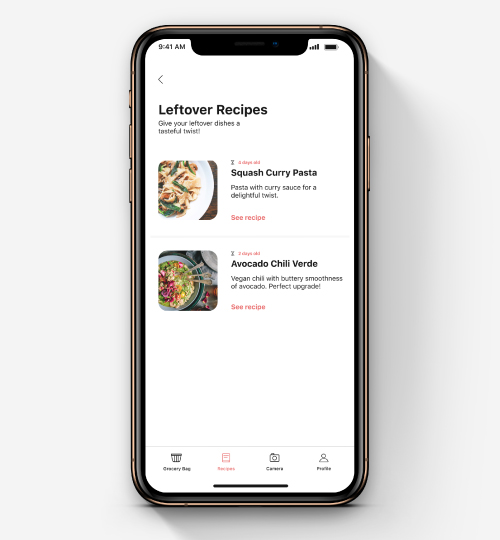 9:41 AM
Leftover Recipes
Give your leftover dishes a
tasteful twist!
4 days old
Squash Curry Pasta
Pasta with curry sauce for a
delightful twist.
See recipe
2 days old
Avocado Chili Verde
Vegan chili with buttery smoothness
of avocado. Perfect upgrade!
See recipe
Grocery Bag
Recipes
Camera
Profile